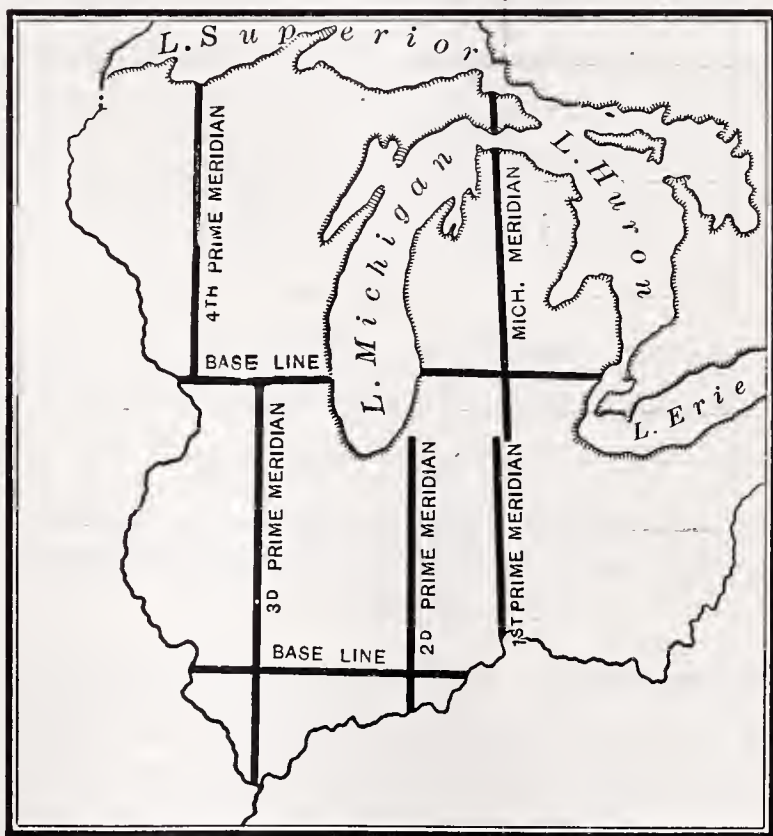 L. Superior
4TH PRIME MERIDIAN
L. Michigan
MICH. MERIDIAN
L. Huron
BASE LINE
L. Erie
3D PRIME MERIDIAN
2D PRIME MERIDIAN
1ST PRIME MERIDIAN
BASE LINE